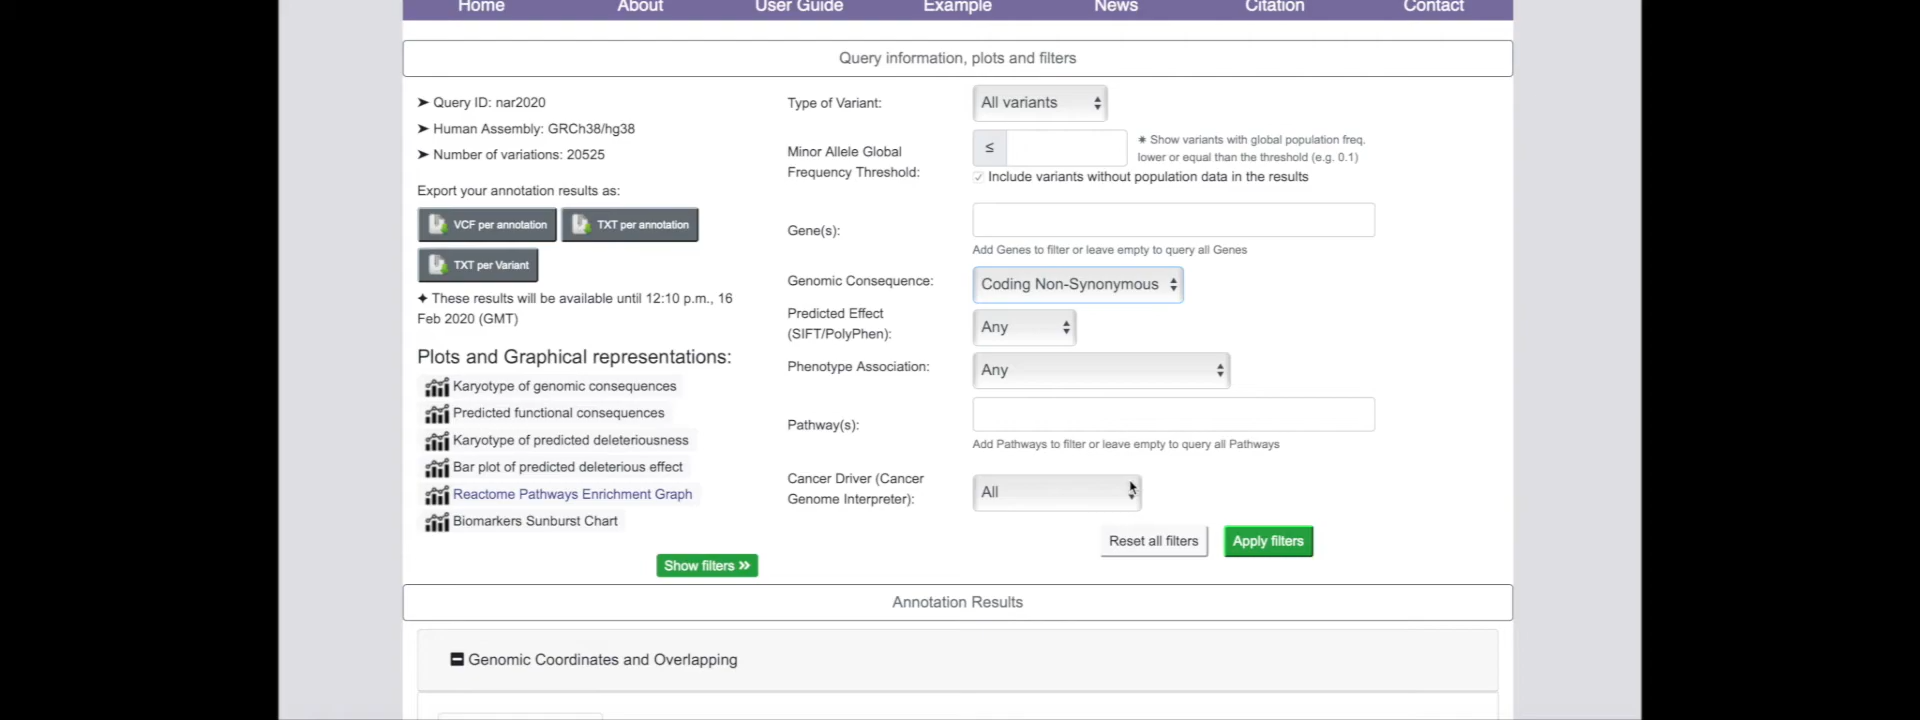 Home About User Guide Example News Citation Contact
Query information, plots and filters
➤ Query ID: nar2020
➤ Human Assembly: GRCh38/hg38
➤ Number of variations: 20525
Export your annotation results as:
VCF per annotation TXT per annotation
TXT per Variant
✦ These results will be available until 12:10 p.m., 16
Feb 2020 (GMT)
Plots and Graphical representations:
Karyotype of genomic consequences
Predicted functional consequences
Karyotype of predicted deleteriousness
Bar plot of predicted deleterious effect
Reactome Pathways Enrichment Graph
Biomarkers Sunburst Chart
Show filters »
Type of Variant: All variants
Minor Allele Global
Frequency Threshold:
≤
✷ Show variants with global population freq.
lower or equal than the threshold (e.g. 0.1)
Include variants without population data in the results
Gene(s):
Add Genes to filter or leave empty to query all Genes
Genomic Consequence: Coding Non-Synonymous
Predicted Effect
(SIFT/PolyPhen):
Any
Phenotype Association: Any
Pathway(s):
Add Pathways to filter or leave empty to query all Pathways
Cancer Driver (Cancer
Genome Interpreter):
All
Reset all filters Apply filters
Annotation Results
Genomic Coordinates and Overlapping